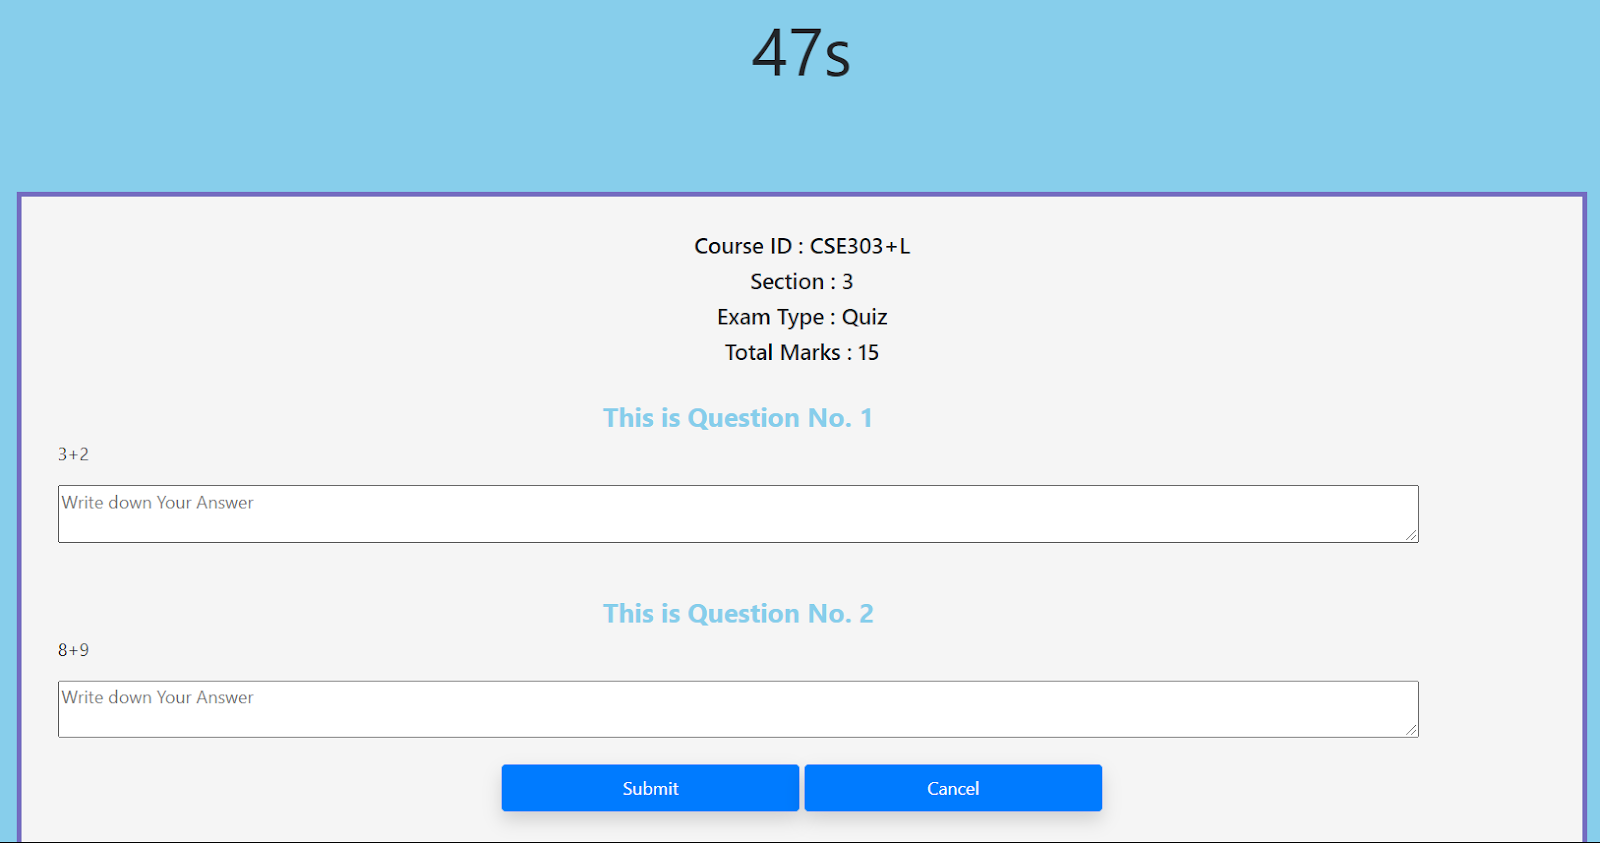 47s
Course ID : CSE303+L
Section : 3
Exam Type : Quiz
Total Marks : 15
This is Question No. 1
3+2
Write down Your Answer
This is Question No. 2
8+9
Write down Your Answer
Submit Cancel